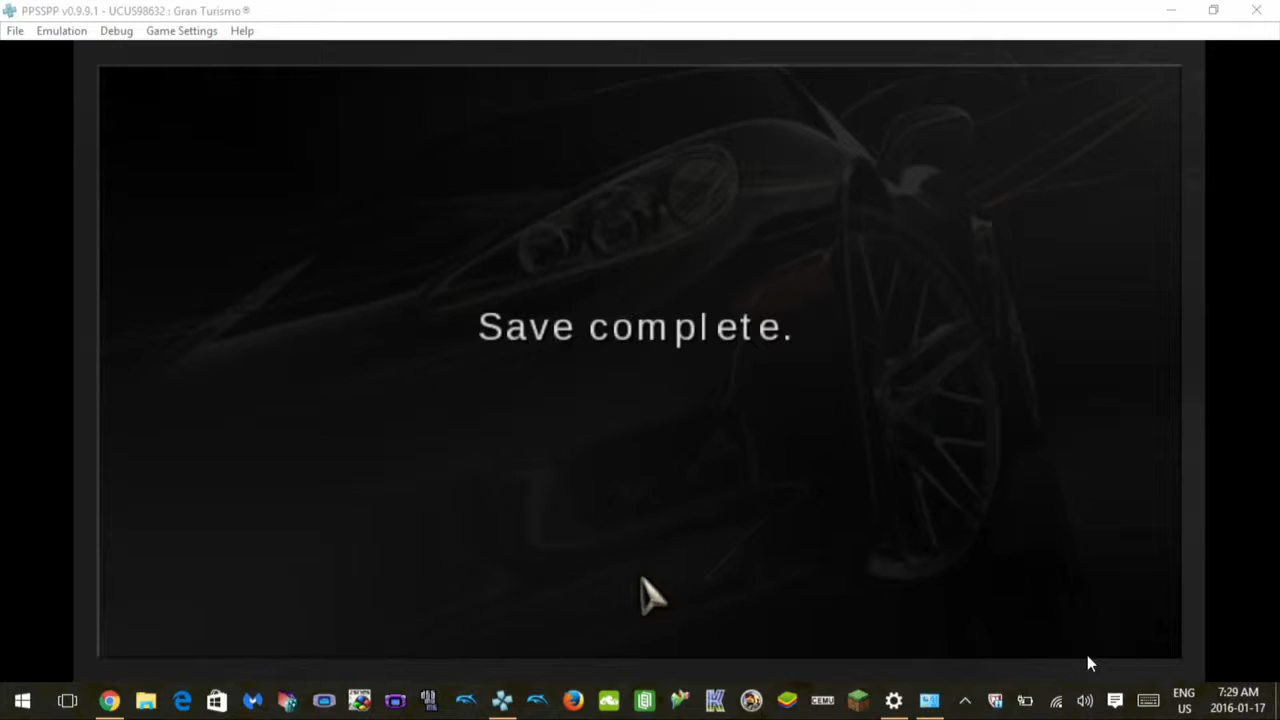 PPSSPP v0.9.9.1 - UCUS98632 : Gran Turismo®
File Emulation Debug Game Settings Help
Save complete.
CEMU
ENG
US
7:29 AM
2016-01-17